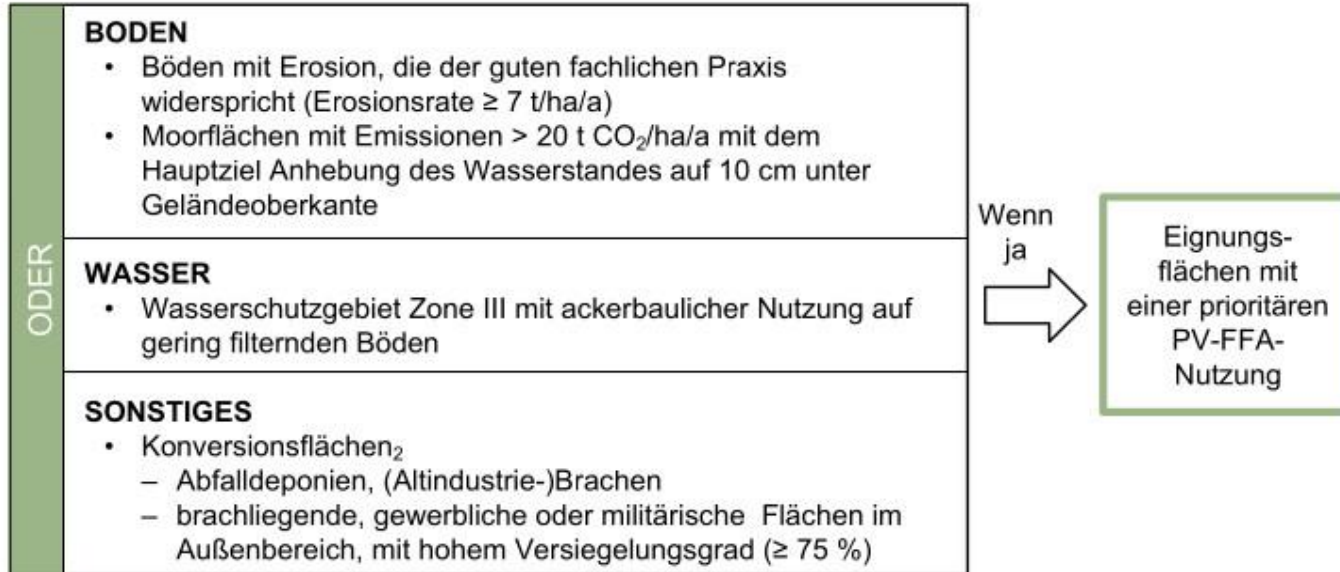 ODER
BODEN
• Böden mit Erosion, die der guten fachlichen Praxis
widerspricht (Erosionsrate ≥ 7 t/ha/a)
• Moorflächen mit Emissionen > 20 t CO₂/ha/a mit dem
Hauptziel Anhebung des Wasserstandes auf 10 cm unter
Geländeoberkante
WASSER
• Wasserschutzgebiet Zone III mit ackerbaulicher Nutzung auf
gering filternden Böden
SONSTIGES
• Konversionsflächen₂
– Abfalldeponien, (Altindustrie-)Brachen
– brachliegende, gewerbliche oder militärische Flächen im
Außenbereich, mit hohem Versiegelungsgrad (≥ 75 %)
Wenn
ja
Eignungs-
flächen mit
einer prioritären
PV-FFA-
Nutzung